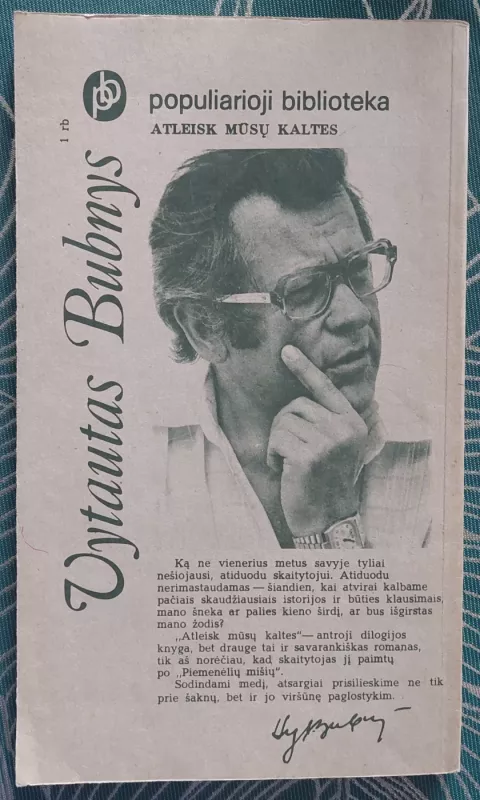 pb
populiarioji biblioteka
ATLEISK MŪSŲ KALTES
1 rb
Vytautas Bubnys
Ką ne vienerius metus savyje tyliai
nešiojausi, atiduodu skaitytojui. Atiduodu
nerimastaudamas — šiandien, kai atvirai kalbame
pačiais skaudžiausiais istorijos ir būties klausimais,
mano šneka ar palies kieno širdį, ar bus išgirstas
mano žodis?
„Atleisk mūsų kaltes“ — antroji dilogijos
knyga, bet drauge tai ir savarankiškas romanas,
tik aš norėčiau, kad skaitytojas jį paimtų
po „Piemenėlių mišių“.
Sodindami medį, atsargiai prisilieskime ne tik
prie šaknų, bet ir jo viršūnę paglostykim.